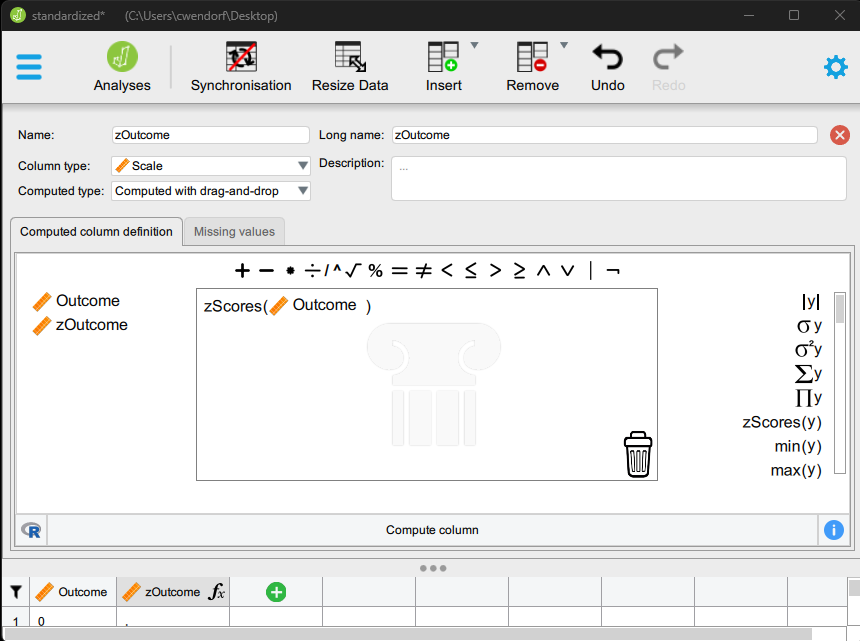 standardized* (C:\Users\cwendorf\Desktop)
Analyses Synchronisation Resize Data Insert Remove Undo Redo
Name: zOutcome Long name: zOutcome
Column type: Scale Description: ...
Computed type: Computed with drag-and-drop
Computed column definition Missing values
+ − * ÷ / ^ √ % = ≠ < ≤ > ≥ ∧ ∨ | ¬
Outcome
zOutcome
zScores( Outcome )
|y|
σ y
σ²y
∑y
∏y
zScores(y)
min(y)
max(y)
R Compute column i
Outcome zOutcome fx
1 0 .